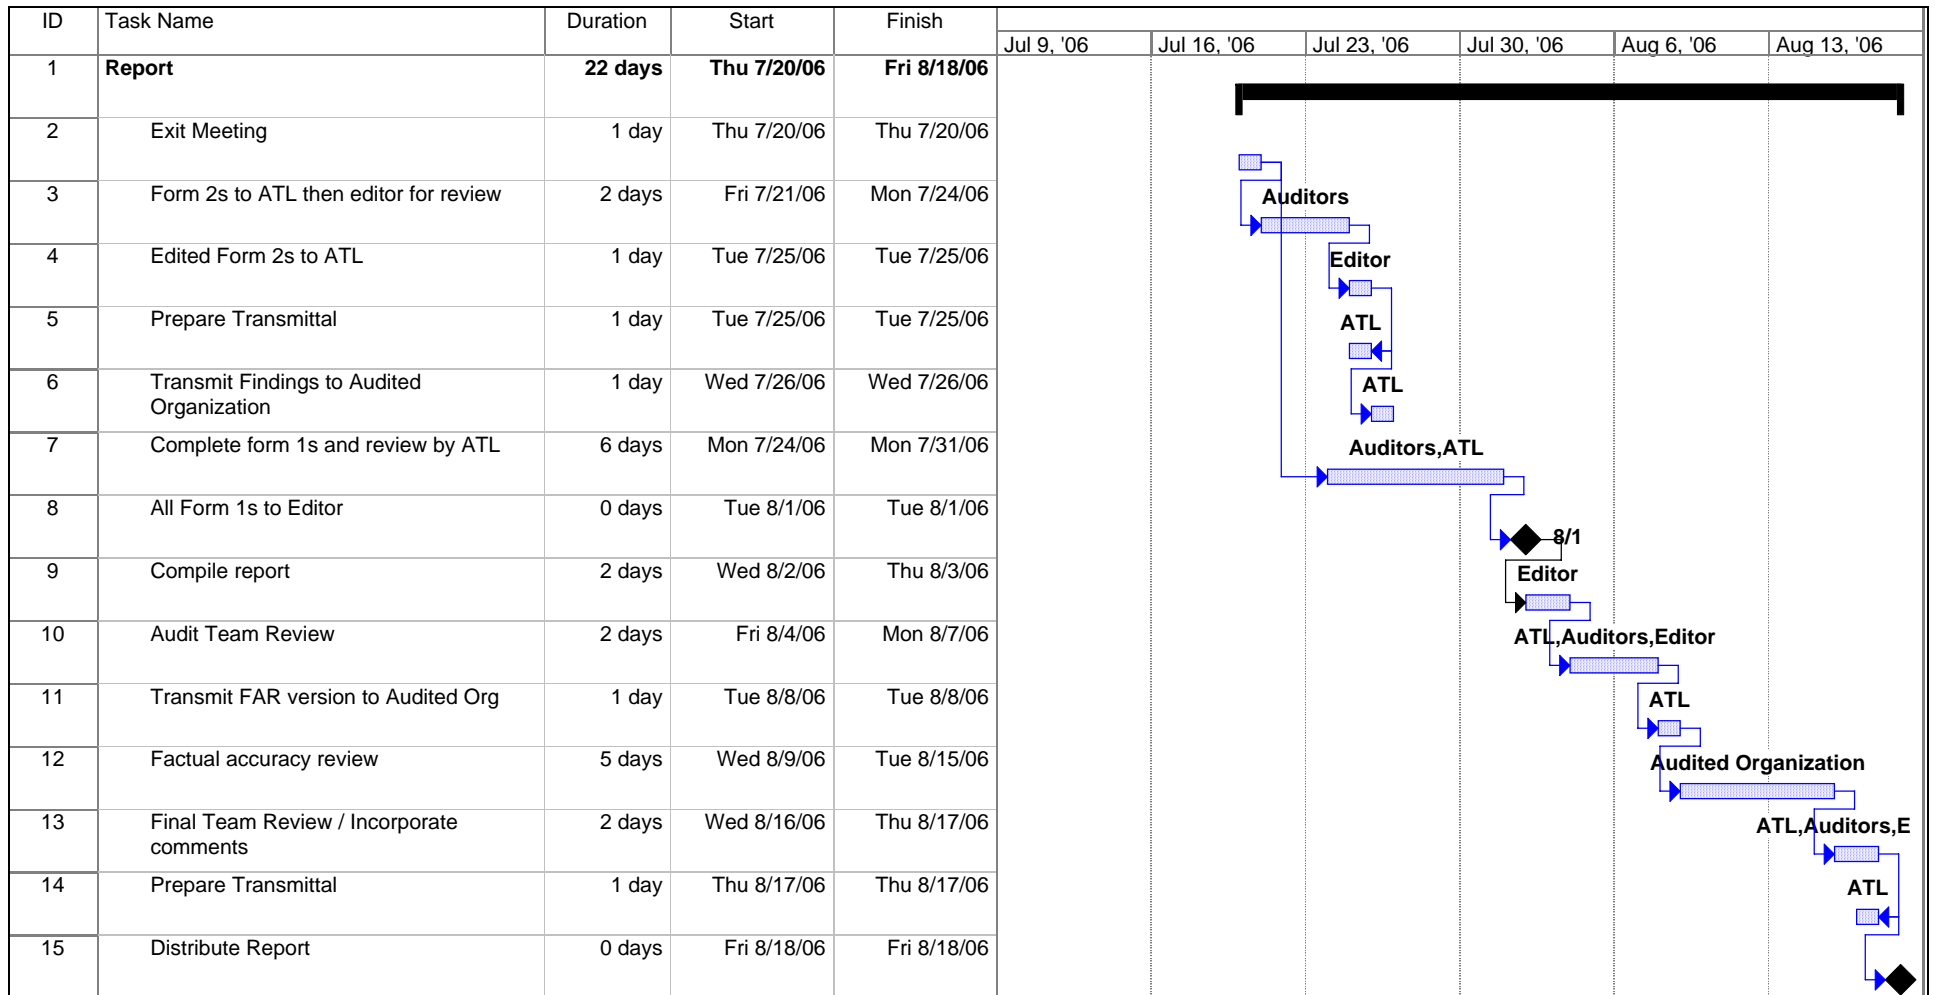 ID Task Name Duration Start Finish
Jul 9, '06 Jul 16, '06 Jul 23, '06 Jul 30, '06 Aug 6, '06 Aug 13, '06
1 Report 22 days Thu 7/20/06 Fri 8/18/06
2 Exit Meeting 1 day Thu 7/20/06 Thu 7/20/06
3 Form 2s to ATL then editor for review 2 days Fri 7/21/06 Mon 7/24/06 Auditors
4 Edited Form 2s to ATL 1 day Tue 7/25/06 Tue 7/25/06 Editor
5 Prepare Transmittal 1 day Tue 7/25/06 Tue 7/25/06 ATL
6 Transmit Findings to Audited 1 day Wed 7/26/06 Wed 7/26/06 ATL
Organization
7 Complete form 1s and review by ATL 6 days Mon 7/24/06 Mon 7/31/06 Auditors,ATL
8 All Form 1s to Editor 0 days Tue 8/1/06 Tue 8/1/06
8/1
9 Compile report 2 days Wed 8/2/06 Thu 8/3/06 Editor
10 Audit Team Review 2 days Fri 8/4/06 Mon 8/7/06 ATL,Auditors,Editor
11 Transmit FAR version to Audited Org 1 day Tue 8/8/06 Tue 8/8/06 ATL
12 Factual accuracy review 5 days Wed 8/9/06 Tue 8/15/06 Audited Organization
13 Final Team Review / Incorporate 2 days Wed 8/16/06 Thu 8/17/06 ATL,Auditors,E
comments
14 Prepare Transmittal 1 day Thu 8/17/06 Thu 8/17/06 ATL
15 Distribute Report 0 days Fri 8/18/06 Fri 8/18/06